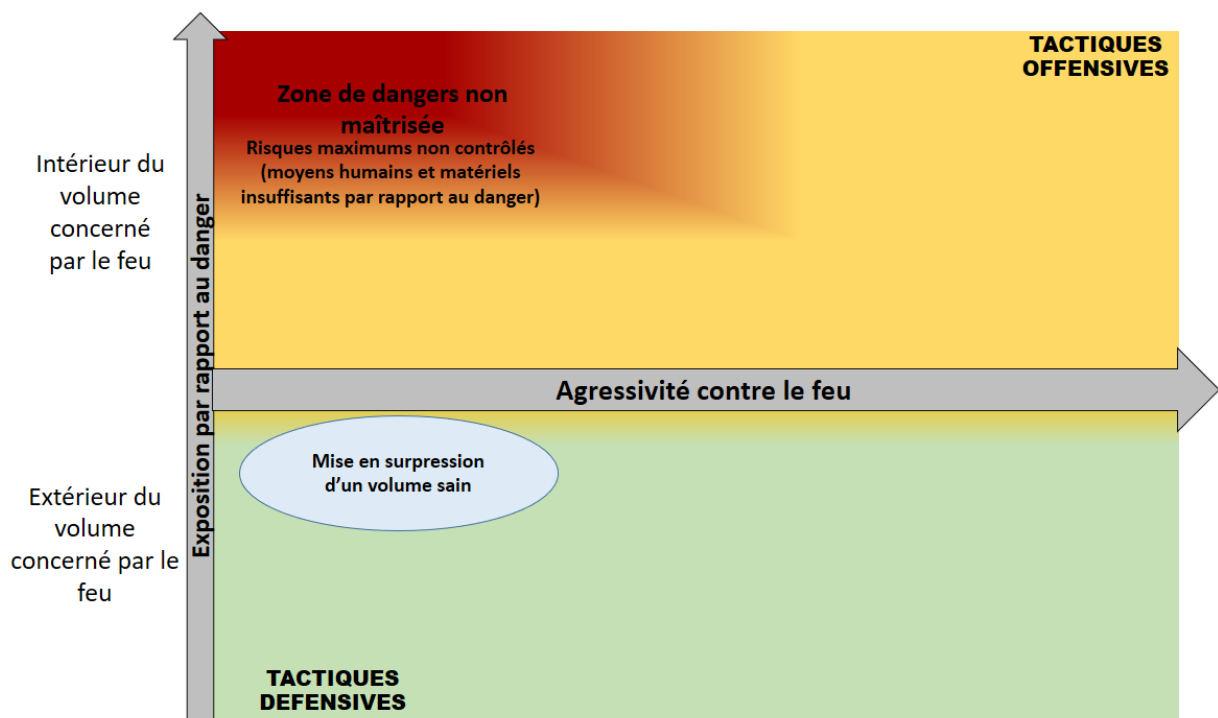 TACTIQUES
OFFENSIVES
Zone de dangers non
maîtrisée
Risques maximums non contrôlés
(moyens humains et matériels
insuffisants par rapport au danger)
Intérieur du
volume
concerné
par le feu
Exposition par rapport au danger
Agressivité contre le feu
Mise en surpression
d'un volume sain
Extérieur du
volume
concerné par le
feu
TACTIQUES
DEFENSIVES